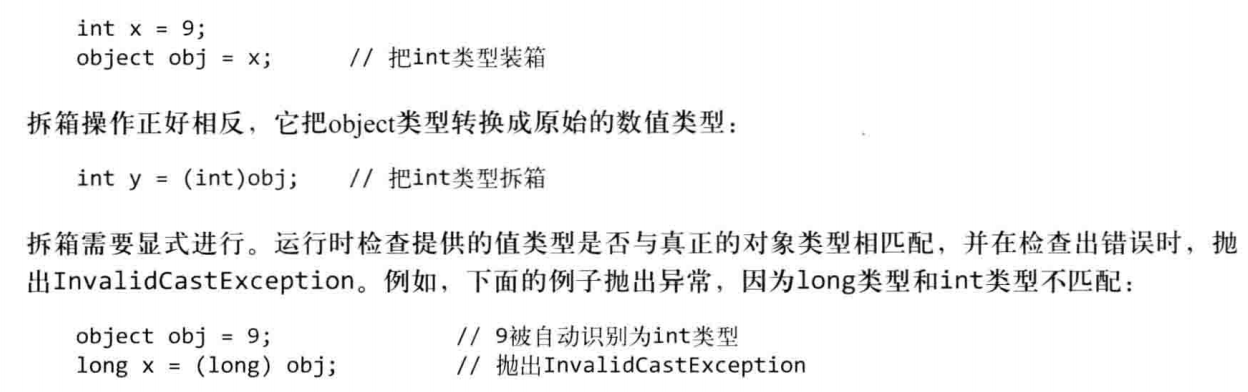 int x = 9;
object obj = x;      // 把int类型装箱
拆箱操作正好相反，它把object类型转换成原始的数值类型：
int y = (int)obj;    // 把int类型拆箱
拆箱需要显式进行。运行时检查提供的值类型是否与真正的对象类型相匹配，并在检查出错误时，抛
出InvalidCastException。例如，下面的例子抛出异常，因为long类型和int类型不匹配：
object obj = 9;              // 9被自动识别为int类型
long x = (long) obj;         // 抛出InvalidCastException